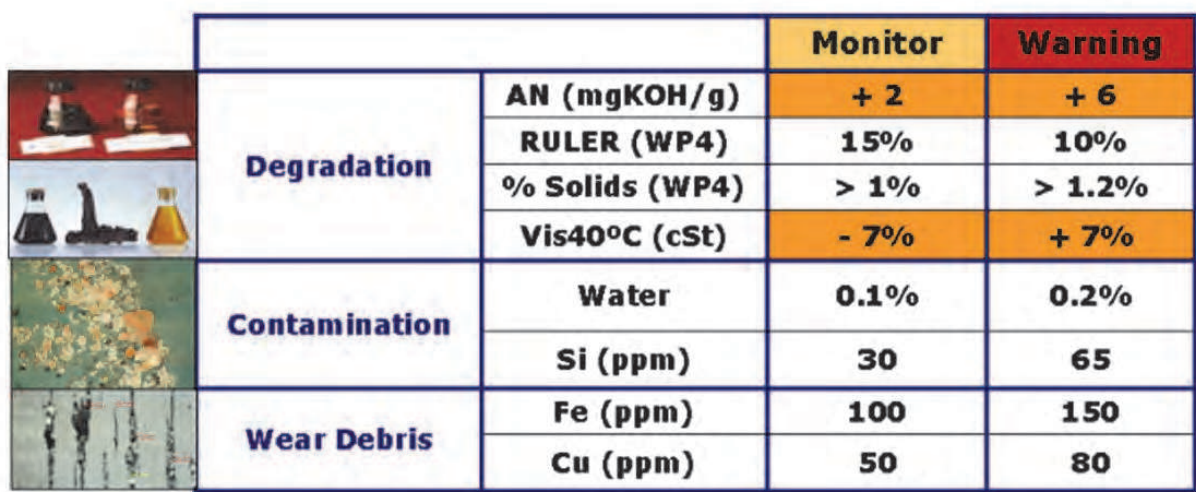 Monitor Warning
Degradation
AN (mgKOH/g) + 2 + 6
RULER (WP4) 15% 10%
% Solids (WP4) > 1% > 1.2%
Vis40ºC (cSt) - 7% + 7%
Contamination
Water 0.1% 0.2%
Si (ppm) 30 65
Wear Debris
Fe (ppm) 100 150
Cu (ppm) 50 80